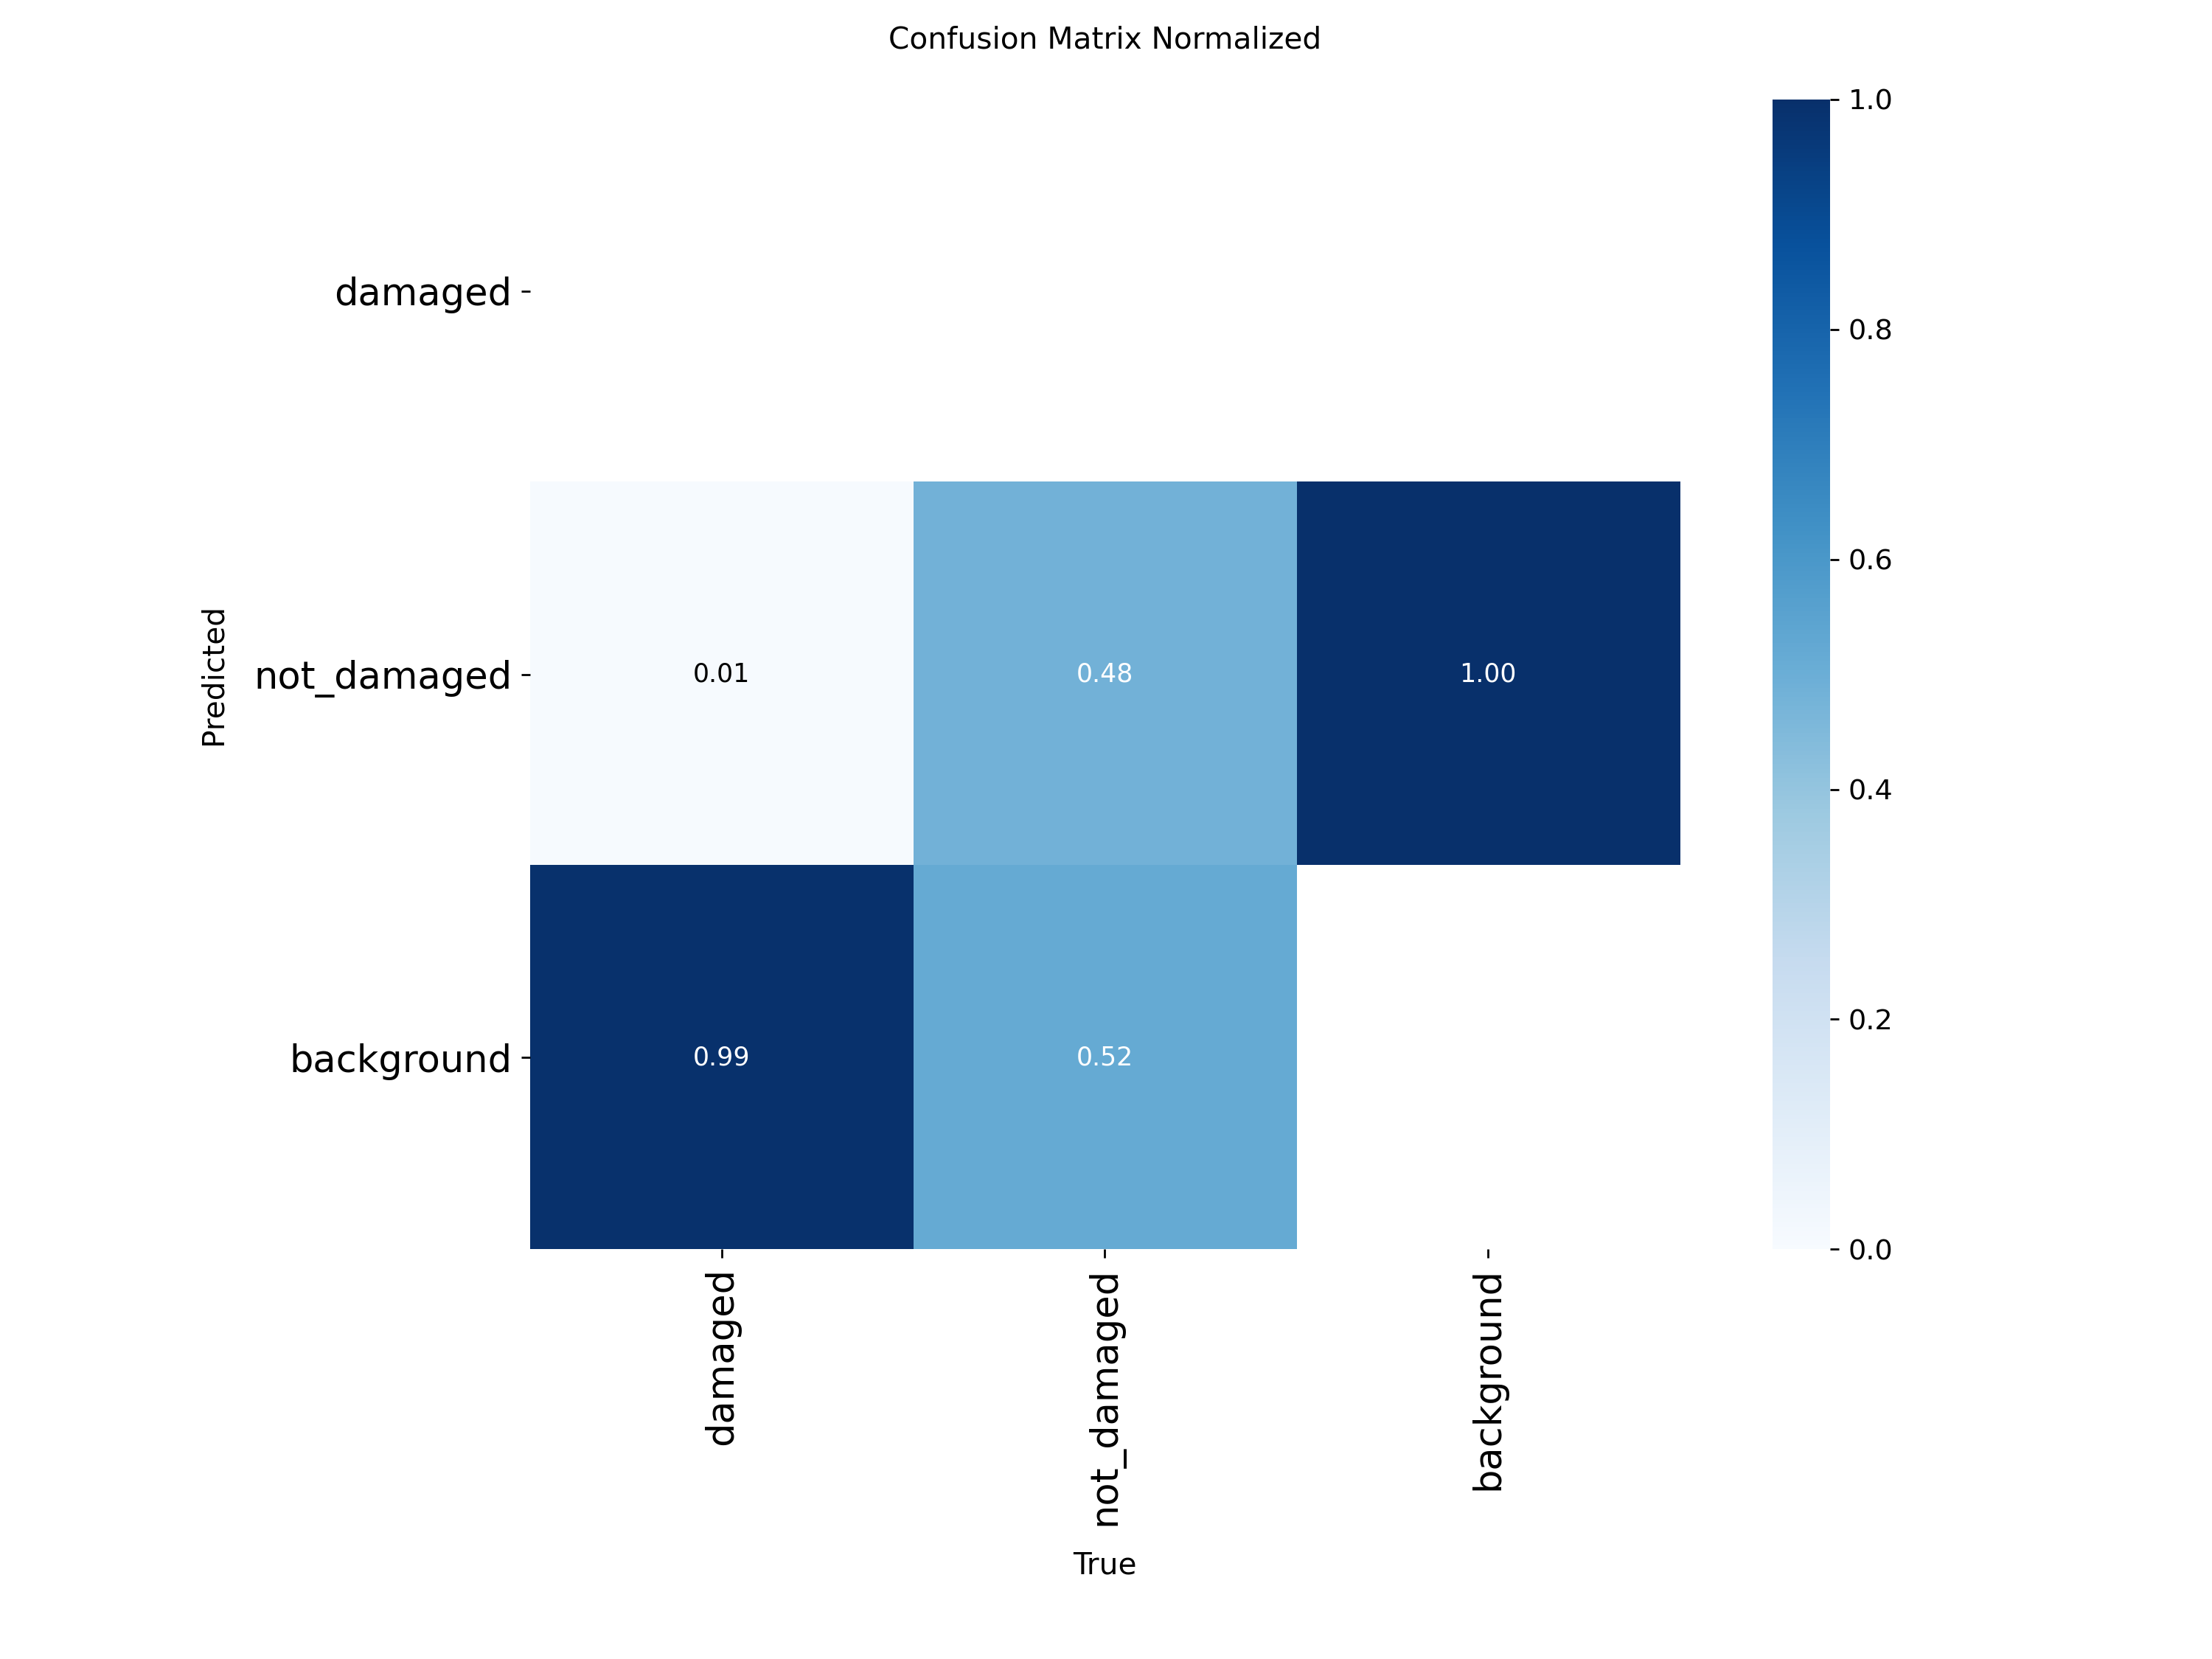 Confusion Matrix Normalized
1.0
0.8
0.6
0.4
0.2
0.0
Predicted
damaged
not_damaged
0.01 0.48 1.00
background
0.99 0.52
damaged
not_damaged
background
True